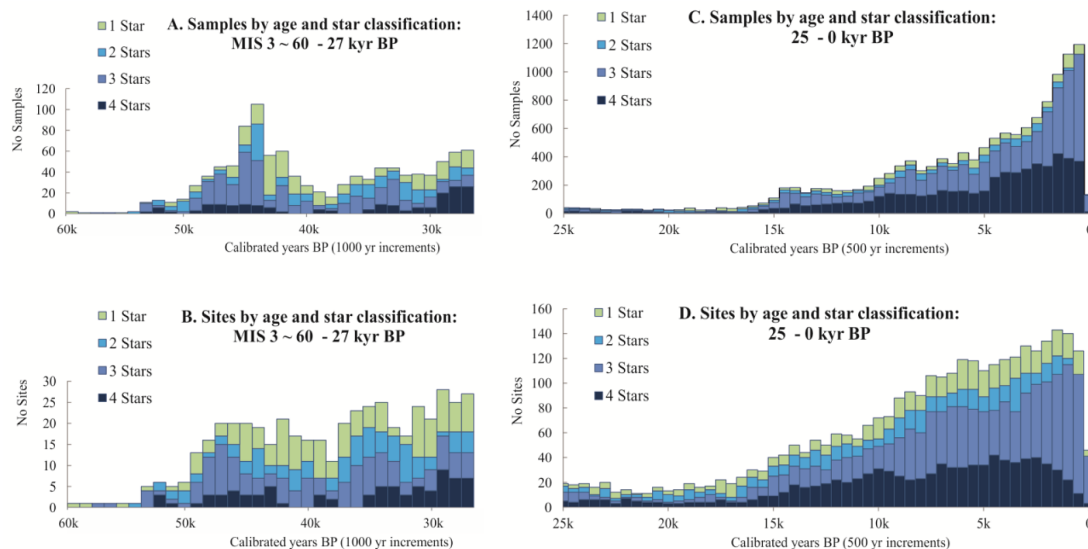 A. Samples by age and star classification:
MIS 3 ~ 60 - 27 kyr BP
1 Star
2 Stars
3 Stars
4 Stars
No Samples
120
100
80
60
40
20
0
60k 50k 40k 30k
Calibrated years BP (1000 yr increments)
C. Samples by age and star classification:
25 - 0 kyr BP
1 Star
2 Stars
3 Stars
4 Stars
No Samples
1400
1200
1000
800
600
400
200
0
25k 20k 15k 10k 5k 0
Calibrated years BP (500 yr increments)
B. Sites by age and star classification:
MIS 3 ~ 60 - 27 kyr BP
1 Star
2 Stars
3 Stars
4 Stars
No Sites
30
25
20
15
10
5
0
60k 50k 40k 30k
Calibrated years BP (1000 yr increments)
D. Sites by age and star classification:
25 - 0 kyr BP
1 Star
2 Stars
3 Stars
4 Stars
No Sites
160
140
120
100
80
60
40
20
0
25k 20k 15k 10k 5k 0
Calibrated years BP (500 yr increments)